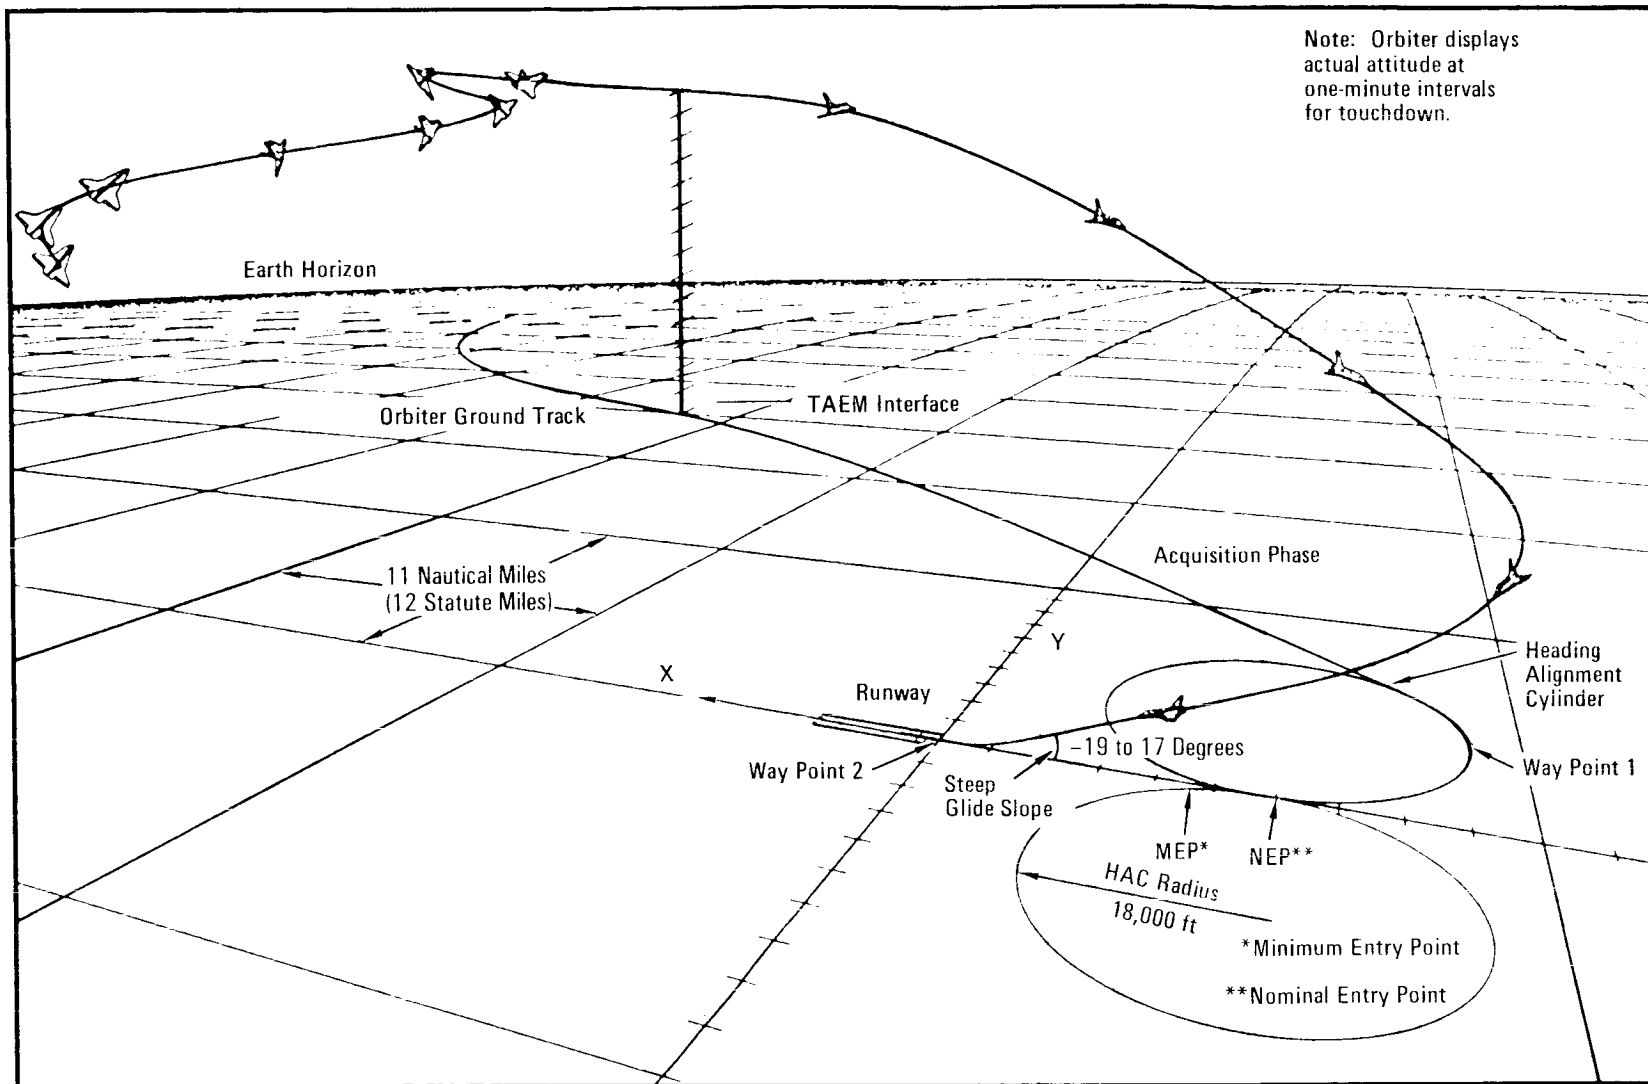 Note: Orbiter displays
actual attitude at
one-minute intervals
for touchdown.
Earth Horizon
Orbiter Ground Track
TAEM Interface
11 Nautical Miles
(12 Statute Miles)
Acquisition Phase
X
Y
Runway
Heading
Alignment
Cylinder
Way Point 2
–19 to 17 Degrees
Steep
Glide Slope
Way Point 1
MEP*
NEP**
HAC Radius
18,000 ft
*Minimum Entry Point
**Nominal Entry Point